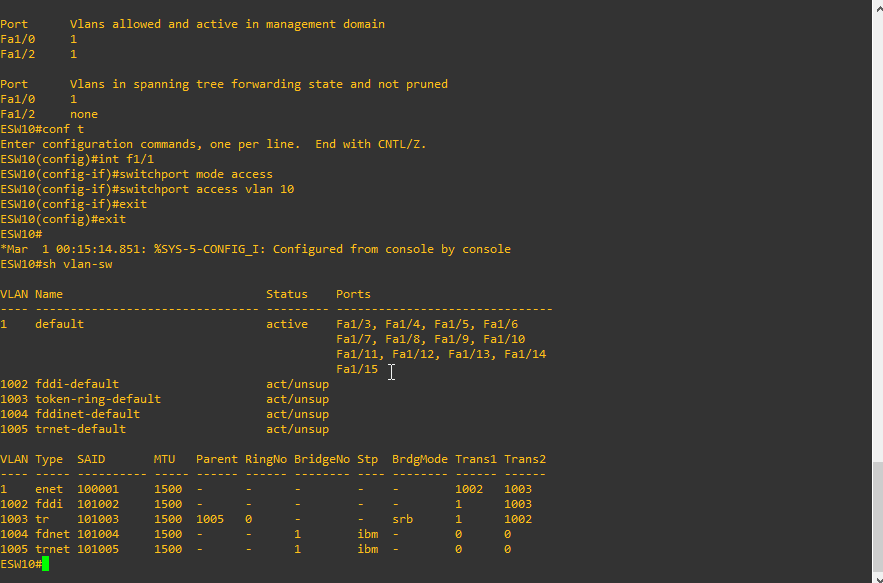 Port      Vlans allowed and active in management domain
Fa1/0     1
Fa1/2     1
Port      Vlans in spanning tree forwarding state and not pruned
Fa1/0     1
Fa1/2     none
ESW10#conf t
Enter configuration commands, one per line.  End with CNTL/Z.
ESW10(config)#int f1/1
ESW10(config-if)#switchport mode access
ESW10(config-if)#switchport access vlan 10
ESW10(config-if)#exit
ESW10(config)#exit
ESW10#
*Mar  1 00:15:14.851: %SYS-5-CONFIG_I: Configured from console by console
ESW10#sh vlan-sw
VLAN Name                             Status    Ports
---- -------------------------------- --------- -------------------------------
1    default                          active    Fa1/3, Fa1/4, Fa1/5, Fa1/6
                                                Fa1/7, Fa1/8, Fa1/9, Fa1/10
                                                Fa1/11, Fa1/12, Fa1/13, Fa1/14
                                                Fa1/15
1002 fddi-default                     act/unsup
1003 token-ring-default               act/unsup
1004 fddinet-default                  act/unsup
1005 trnet-default                    act/unsup
VLAN Type  SAID       MTU   Parent RingNo BridgeNo Stp  BrdgMode Trans1 Trans2
---- ----- ---------- ----- ------ ------ -------- ---- -------- ------ ------
1    enet  100001     1500  -      -      -        -    -        1002   1003
1002 fddi  101002     1500  -      -      -        -    -        1      1003
1003 tr    101003     1500  1005   0      -        -    srb      1      1002
1004 fdnet 101004     1500  -      -      1        ibm  -        0      0
1005 trnet 101005     1500  -      -      1        ibm  -        0      0
ESW10#